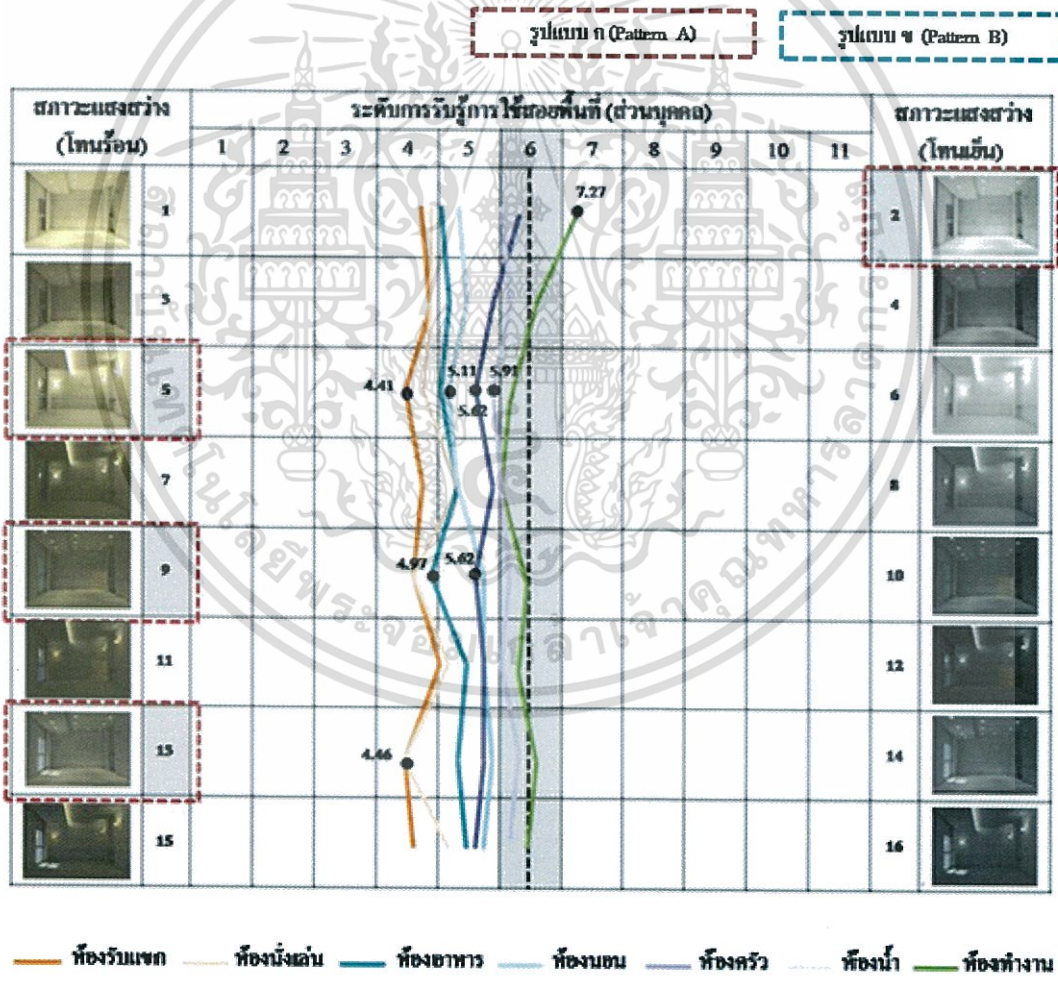 รูปแบบ ก (Pattern A)
รูปแบบ ข (Pattern B)
สภาวะแสงสว่าง
(โทนร้อน)
ระดับการรับรู้การใช้สอยพื้นที่ (ส่วนบุคคล)
1 2 3 4 5 6 7 8 9 10 11
สภาวะแสงสว่าง
(โทนเย็น)
1
7.27
2
3
4
5
4.41
5.11
5.91
5.62
6
7
8
9
4.97
5.62
10
11
12
13
4.46
14
15
16
ห้องรับแขก ห้องนั่งเล่น ห้องอาหาร ห้องนอน ห้องครัว ห้องน้ำ ห้องทำงาน